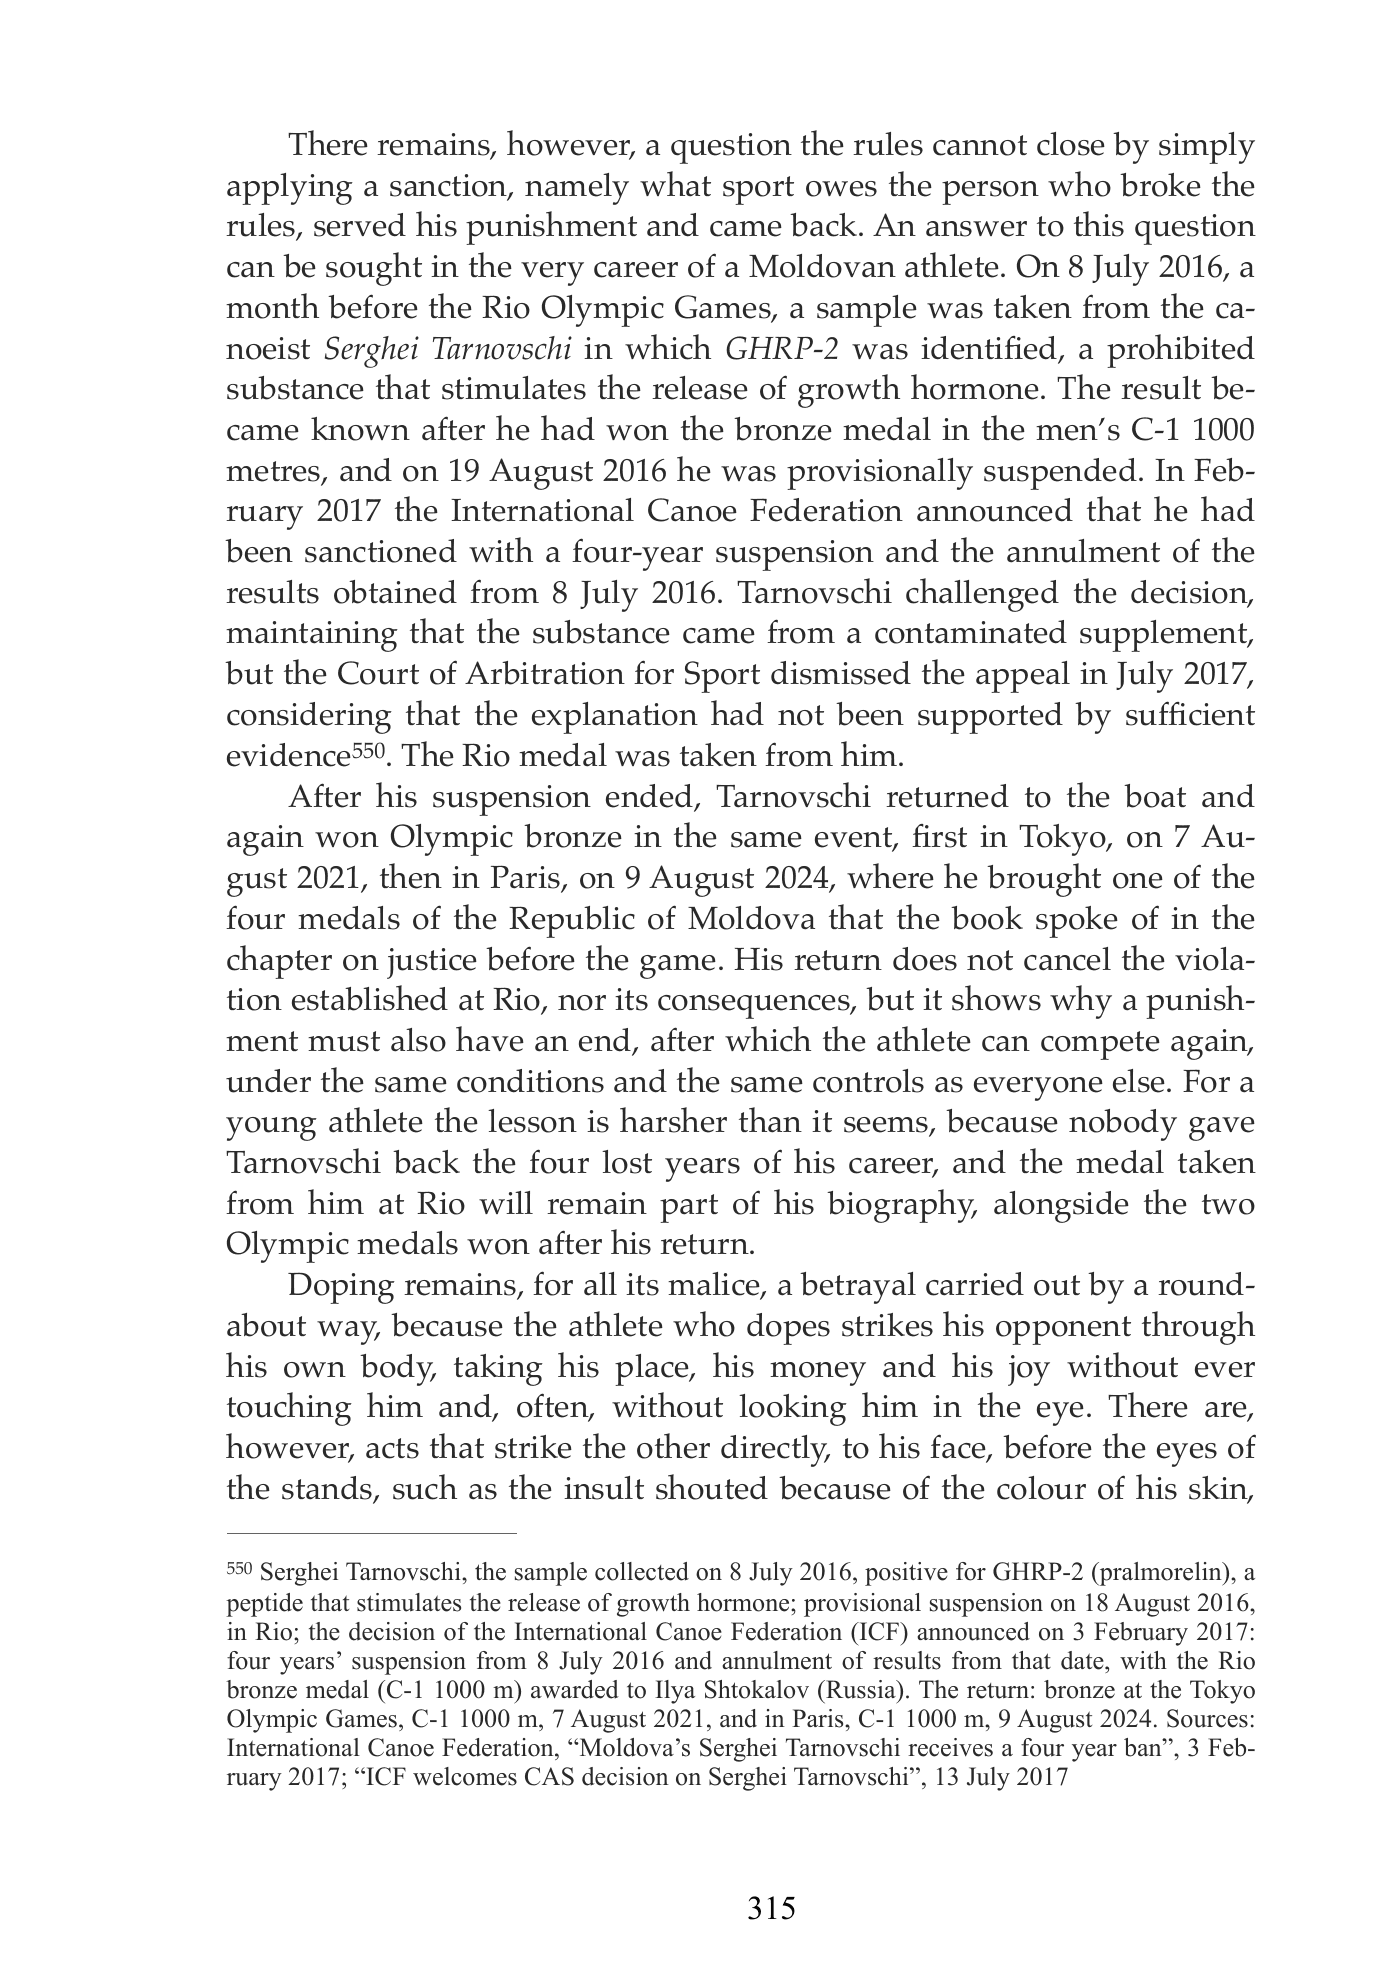 There remains, however, a question the rules cannot close by simply
applying a sanction, namely what sport owes the person who broke the
rules, served his punishment and came back. An answer to this question
can be sought in the very career of a Moldovan athlete. On 8 July 2016, a
month before the Rio Olympic Games, a sample was taken from the ca-
noeist Serghei Tarnovschi in which GHRP-2 was identified, a prohibited
substance that stimulates the release of growth hormone. The result be-
came known after he had won the bronze medal in the men’s C-1 1000
metres, and on 19 August 2016 he was provisionally suspended. In Feb-
ruary 2017 the International Canoe Federation announced that he had
been sanctioned with a four-year suspension and the annulment of the
results obtained from 8 July 2016. Tarnovschi challenged the decision,
maintaining that the substance came from a contaminated supplement,
but the Court of Arbitration for Sport dismissed the appeal in July 2017,
considering that the explanation had not been supported by sufficient
evidence550. The Rio medal was taken from him.
After his suspension ended, Tarnovschi returned to the boat and
again won Olympic bronze in the same event, first in Tokyo, on 7 Au-
gust 2021, then in Paris, on 9 August 2024, where he brought one of the
four medals of the Republic of Moldova that the book spoke of in the
chapter on justice before the game. His return does not cancel the viola-
tion established at Rio, nor its consequences, but it shows why a punish-
ment must also have an end, after which the athlete can compete again,
under the same conditions and the same controls as everyone else. For a
young athlete the lesson is harsher than it seems, because nobody gave
Tarnovschi back the four lost years of his career, and the medal taken
from him at Rio will remain part of his biography, alongside the two
Olympic medals won after his return.
Doping remains, for all its malice, a betrayal carried out by a round-
about way, because the athlete who dopes strikes his opponent through
his own body, taking his place, his money and his joy without ever
touching him and, often, without looking him in the eye. There are,
however, acts that strike the other directly, to his face, before the eyes of
the stands, such as the insult shouted because of the colour of his skin,
550 Serghei Tarnovschi, the sample collected on 8 July 2016, positive for GHRP-2 (pralmorelin), a
peptide that stimulates the release of growth hormone; provisional suspension on 18 August 2016,
in Rio; the decision of the International Canoe Federation (ICF) announced on 3 February 2017:
four years’ suspension from 8 July 2016 and annulment of results from that date, with the Rio
bronze medal (C-1 1000 m) awarded to Ilya Shtokalov (Russia). The return: bronze at the Tokyo
Olympic Games, C-1 1000 m, 7 August 2021, and in Paris, C-1 1000 m, 9 August 2024. Sources:
International Canoe Federation, “Moldova’s Serghei Tarnovschi receives a four year ban”, 3 Feb-
ruary 2017; “ICF welcomes CAS decision on Serghei Tarnovschi”, 13 July 2017
315